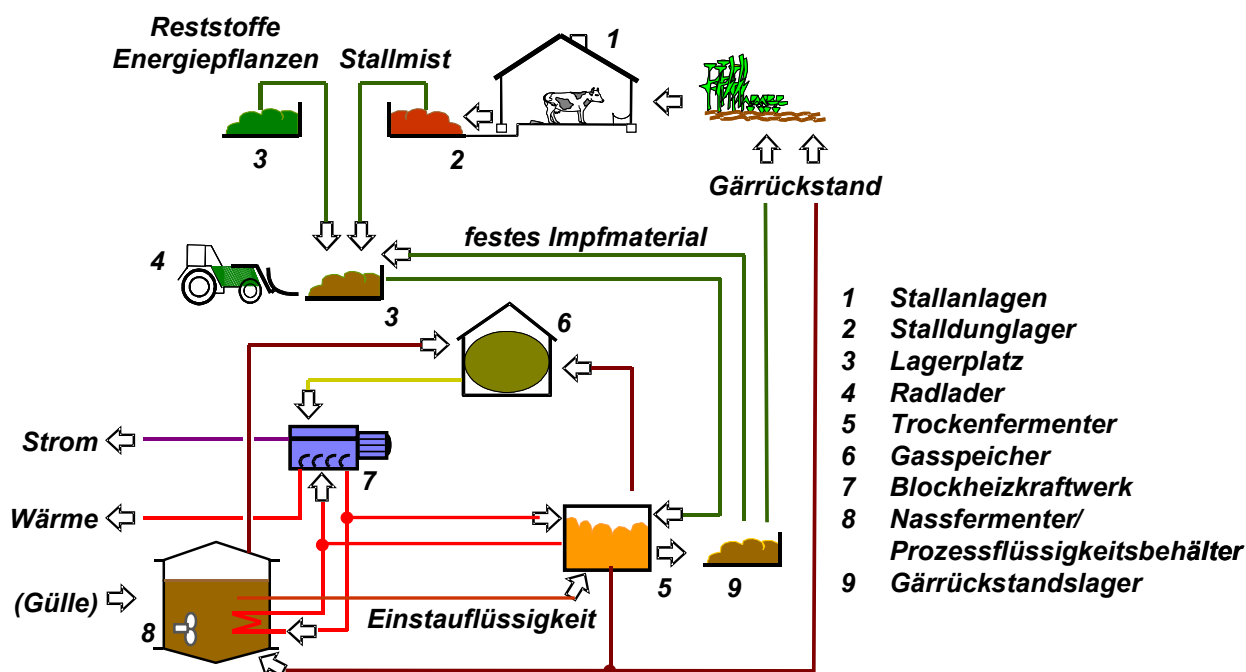 Reststoffe
Energiepflanzen
Stallmist
1
3
2
Gärrückstand
4
festes Impfmaterial
3
6
1 Stallanlagen
2 Stalldunglager
3 Lagerplatz
4 Radlader
5 Trockenfermenter
6 Gasspeicher
7 Blockheizkraftwerk
8 Nassfermenter/
Prozessflüssigkeitsbehälter
9 Gärrückstandslager
Strom
7
Wärme
(Gülle)
8
Einstauflüssigkeit
5
9